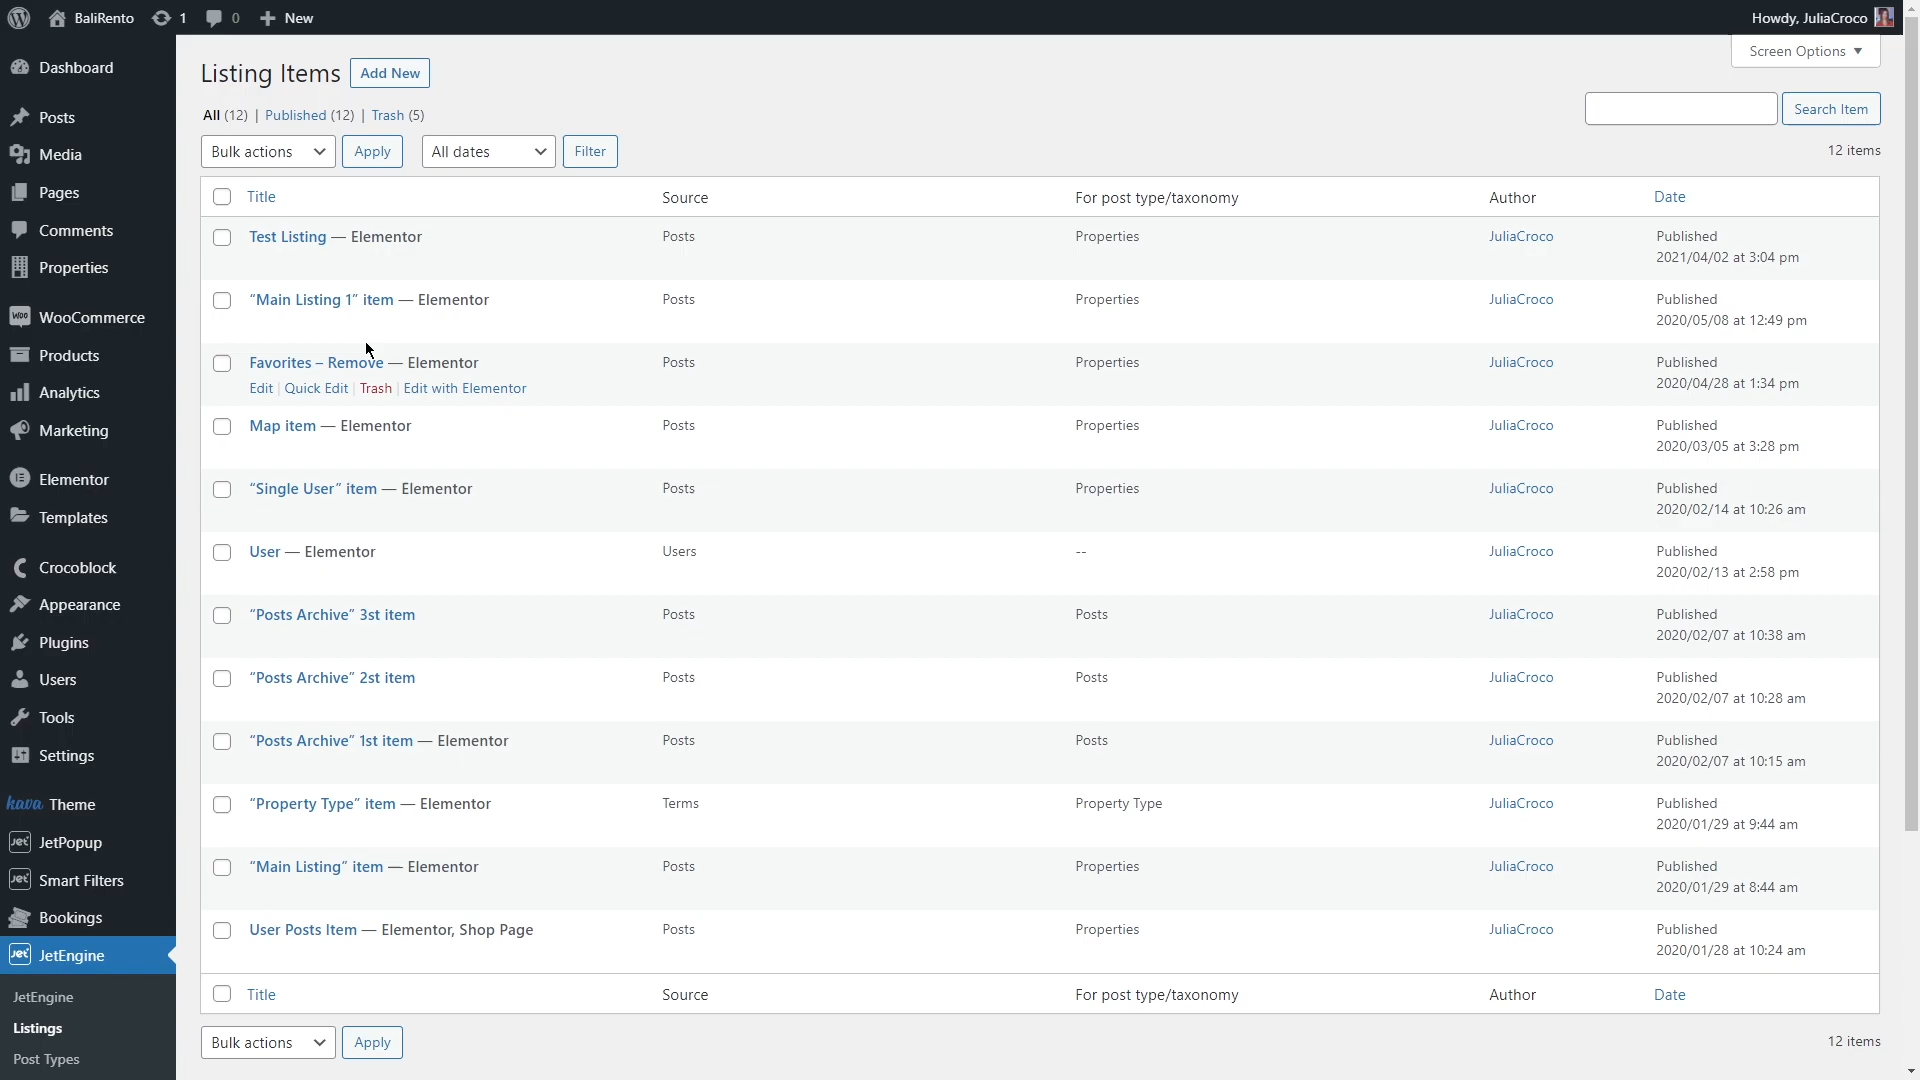 BaliRento 1 0 New Howdy, JuliaCroco
Screen Options
Dashboard
Posts
Media
Pages
Comments
Properties
WooCommerce
Products
Analytics
Marketing
Elementor
Templates
Crocoblock
Appearance
Plugins
Users
Tools
Settings
kava Theme
JetPopup
Smart Filters
Bookings
JetEngine
JetEngine
Listings
Post Types
Listing Items Add New
All (12) | Published (12) | Trash (5)
Search Item
Bulk actions Apply All dates Filter 12 items
Title Source For post type/taxonomy Author Date
Test Listing — Elementor Posts Properties JuliaCroco Published
2021/04/02 at 3:04 pm
“Main Listing 1” item — Elementor Posts Properties JuliaCroco Published
2020/05/08 at 12:49 pm
Favorites – Remove — Elementor Posts Properties JuliaCroco Published
Edit | Quick Edit | Trash | Edit with Elementor 2020/04/28 at 1:34 pm
Map item — Elementor Posts Properties JuliaCroco Published
2020/03/05 at 3:28 pm
“Single User” item — Elementor Posts Properties JuliaCroco Published
2020/02/14 at 10:26 am
User — Elementor Users -- JuliaCroco Published
2020/02/13 at 2:58 pm
“Posts Archive” 3st item Posts Posts JuliaCroco Published
2020/02/07 at 10:38 am
“Posts Archive” 2st item Posts Posts JuliaCroco Published
2020/02/07 at 10:28 am
“Posts Archive” 1st item — Elementor Posts Posts JuliaCroco Published
2020/02/07 at 10:15 am
“Property Type” item — Elementor Terms Property Type JuliaCroco Published
2020/01/29 at 9:44 am
“Main Listing” item — Elementor Posts Properties JuliaCroco Published
2020/01/29 at 8:44 am
User Posts Item — Elementor, Shop Page Posts Properties JuliaCroco Published
2020/01/28 at 10:24 am
Title Source For post type/taxonomy Author Date
Bulk actions Apply 12 items